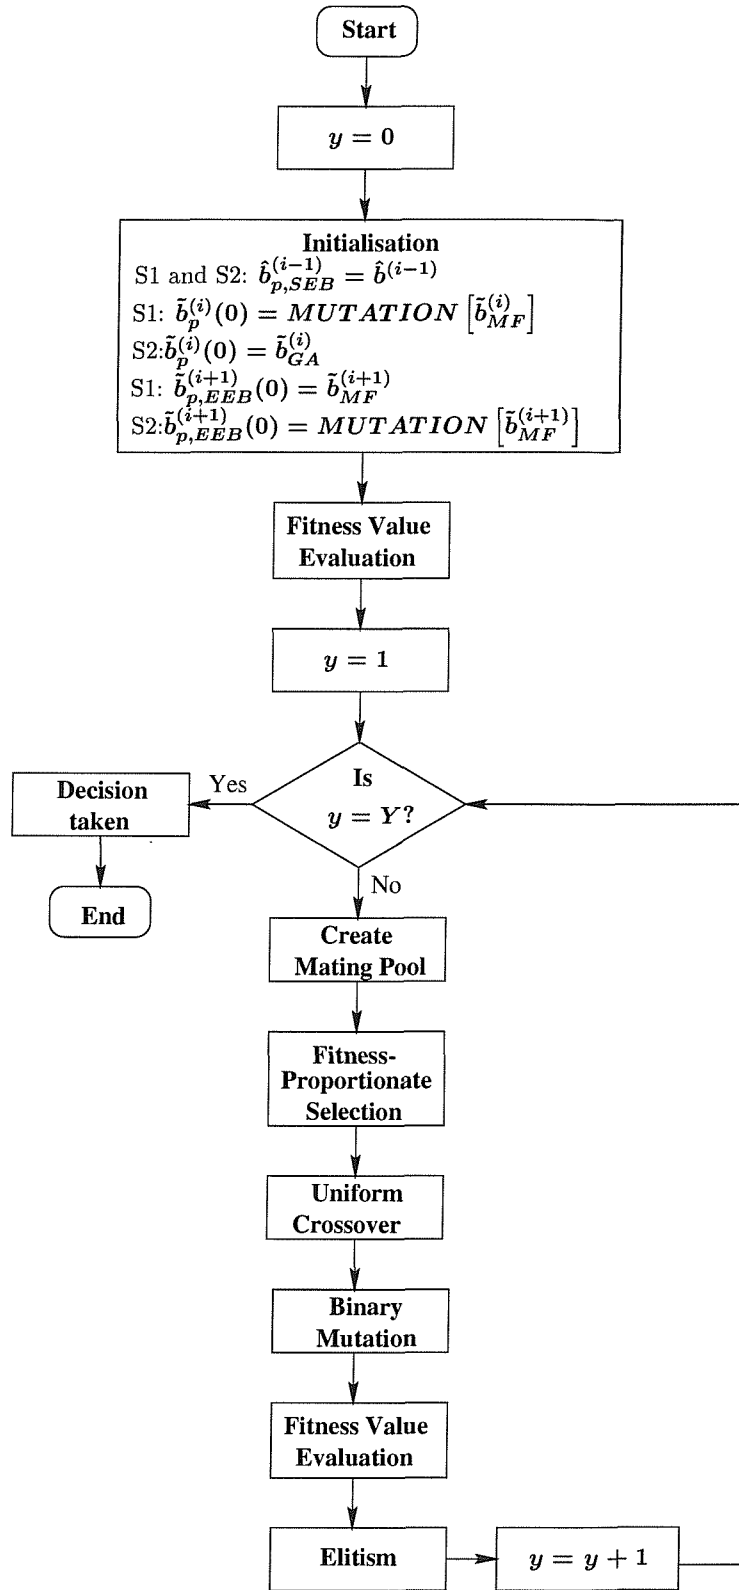 Start
y = 0
Initialisation
S1 and S2: b̂_{p,SEB}^{(i−1)} = b̂^{(i−1)}
S1: b̃_p^{(i)}(0) = MUTATION [b̃_{MF}^{(i)}]
S2:b̃_p^{(i)}(0) = b̃_{GA}^{(i)}
S1: b̃_{p,EEB}^{(i+1)}(0) = b̃_{MF}^{(i+1)}
S2:b̃_{p,EEB}^{(i+1)}(0) = MUTATION [b̃_{MF}^{(i+1)}]
Fitness Value
Evaluation
y = 1
Is
y = Y?
Yes
Decision
taken
End
No
Create
Mating Pool
Fitness-
Proportionate
Selection
Uniform
Crossover
Binary
Mutation
Fitness Value
Evaluation
Elitism
y = y + 1